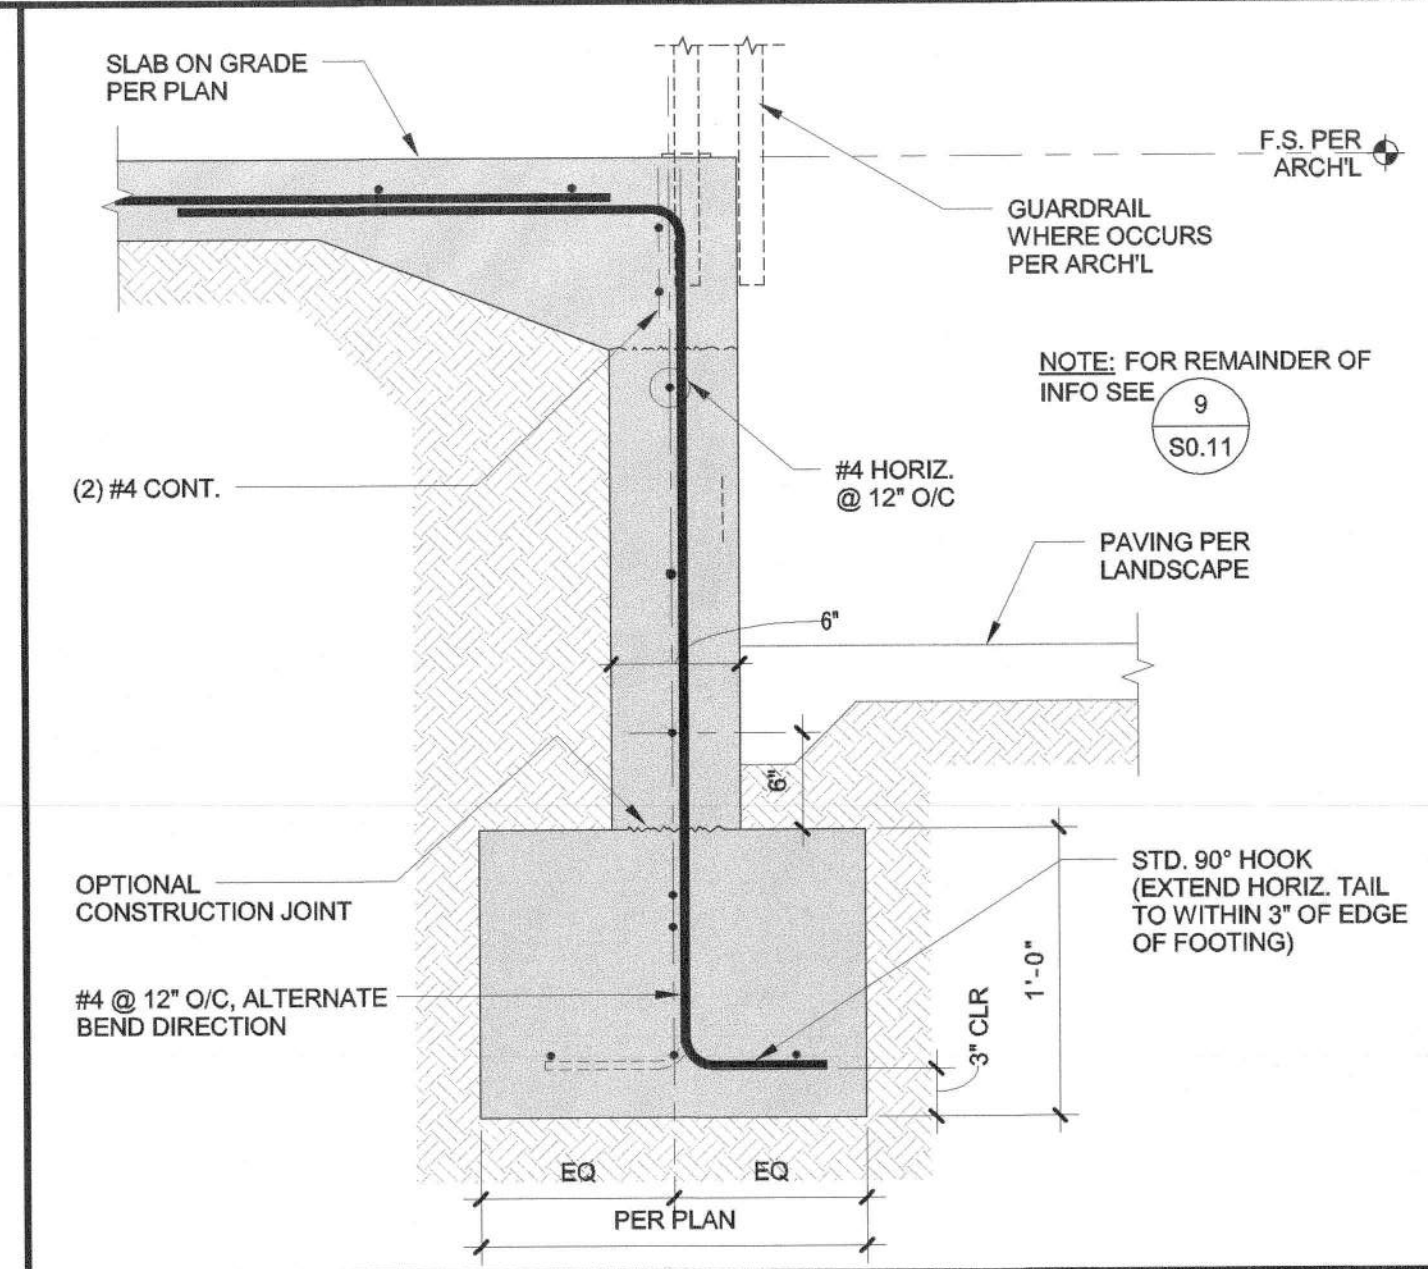 SLAB ON GRADE
PER PLAN
F.S. PER
ARCH'L
GUARDRAIL
WHERE OCCURS
PER ARCH'L
NOTE: FOR REMAINDER OF
INFO SEE
9
S0.11
(2) #4 CONT.
#4 HORIZ.
@ 12" O/C
PAVING PER
LANDSCAPE
6"
6"
OPTIONAL
CONSTRUCTION JOINT
STD. 90° HOOK
(EXTEND HORIZ. TAIL
TO WITHIN 3" OF EDGE
OF FOOTING)
#4 @ 12" O/C, ALTERNATE
BEND DIRECTION
3" CLR
1'-0"
EQ
EQ
PER PLAN